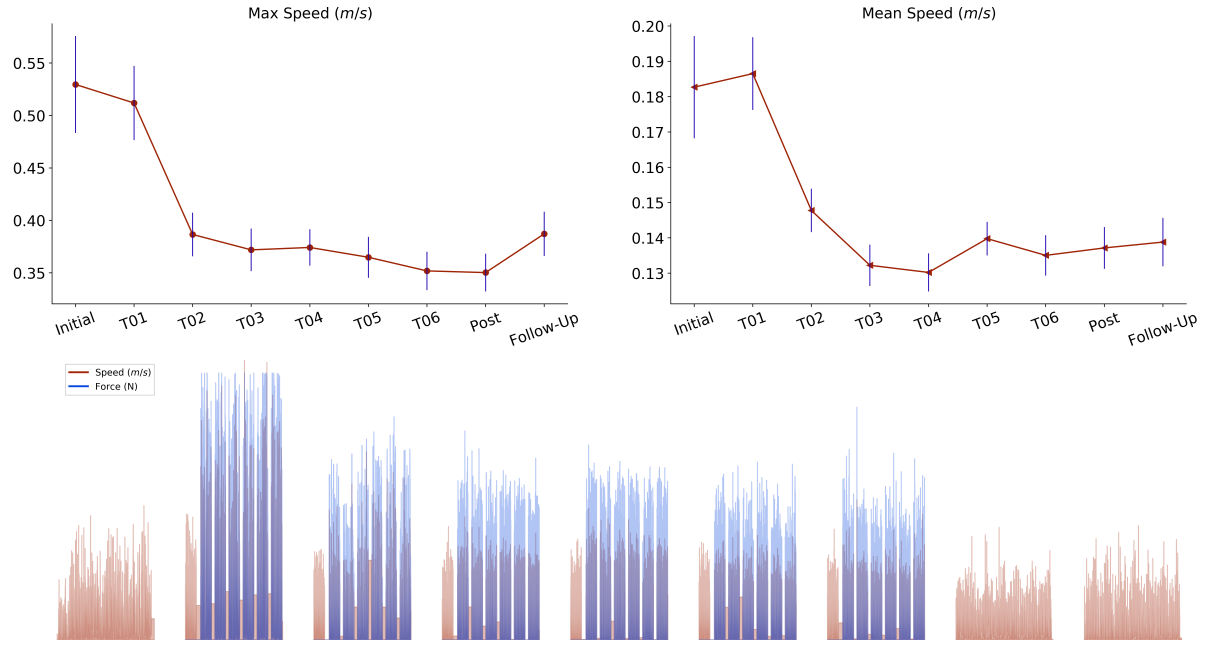 Max Speed (m/s)
0.55
0.50
0.45
0.40
0.35
Initial T01 T02 T03 T04 T05 T06 Post Follow-Up
Mean Speed (m/s)
0.20
0.19
0.18
0.17
0.16
0.15
0.14
0.13
Initial T01 T02 T03 T04 T05 T06 Post Follow-Up
Speed (m/s)
Force (N)